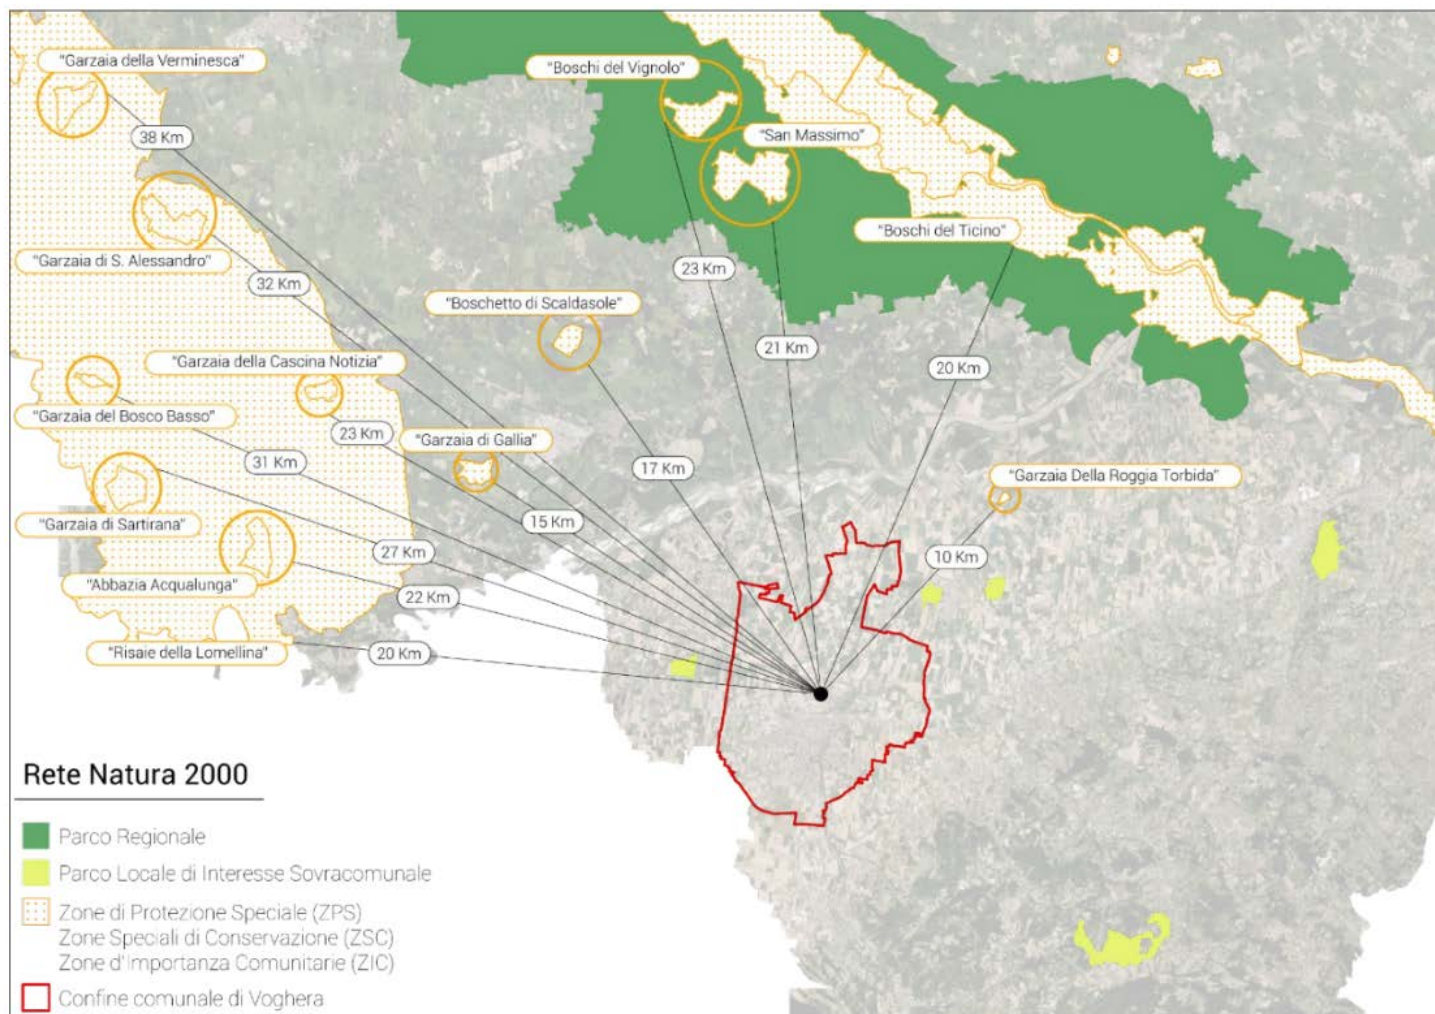 "Garzaia della Verminesca"
"Boschi del Vignolo"
38 Km
"San Massimo"
"Boschi del Ticino"
"Garzaia di S. Alessandro"
23 Km
32 Km
"Boschetto di Scaldasole"
21 Km
"Garzaia della Cascina Notizia"
20 Km
"Garzaia del Bosco Basso"
23 Km
"Garzaia di Gallia"
31 Km
17 Km
"Garzaia Della Roggia Torbida"
"Garzaia di Sartirana"
15 Km
27 Km
10 Km
"Abbazia Acqualunga"
22 Km
"Risaie della Lomellina"
20 Km
Rete Natura 2000
Parco Regionale
Parco Locale di Interesse Sovracomunale
Zone di Protezione Speciale (ZPS)
Zone Speciali di Conservazione (ZSC)
Zone d'Importanza Comunitarie (ZIC)
Confine comunale di Voghera